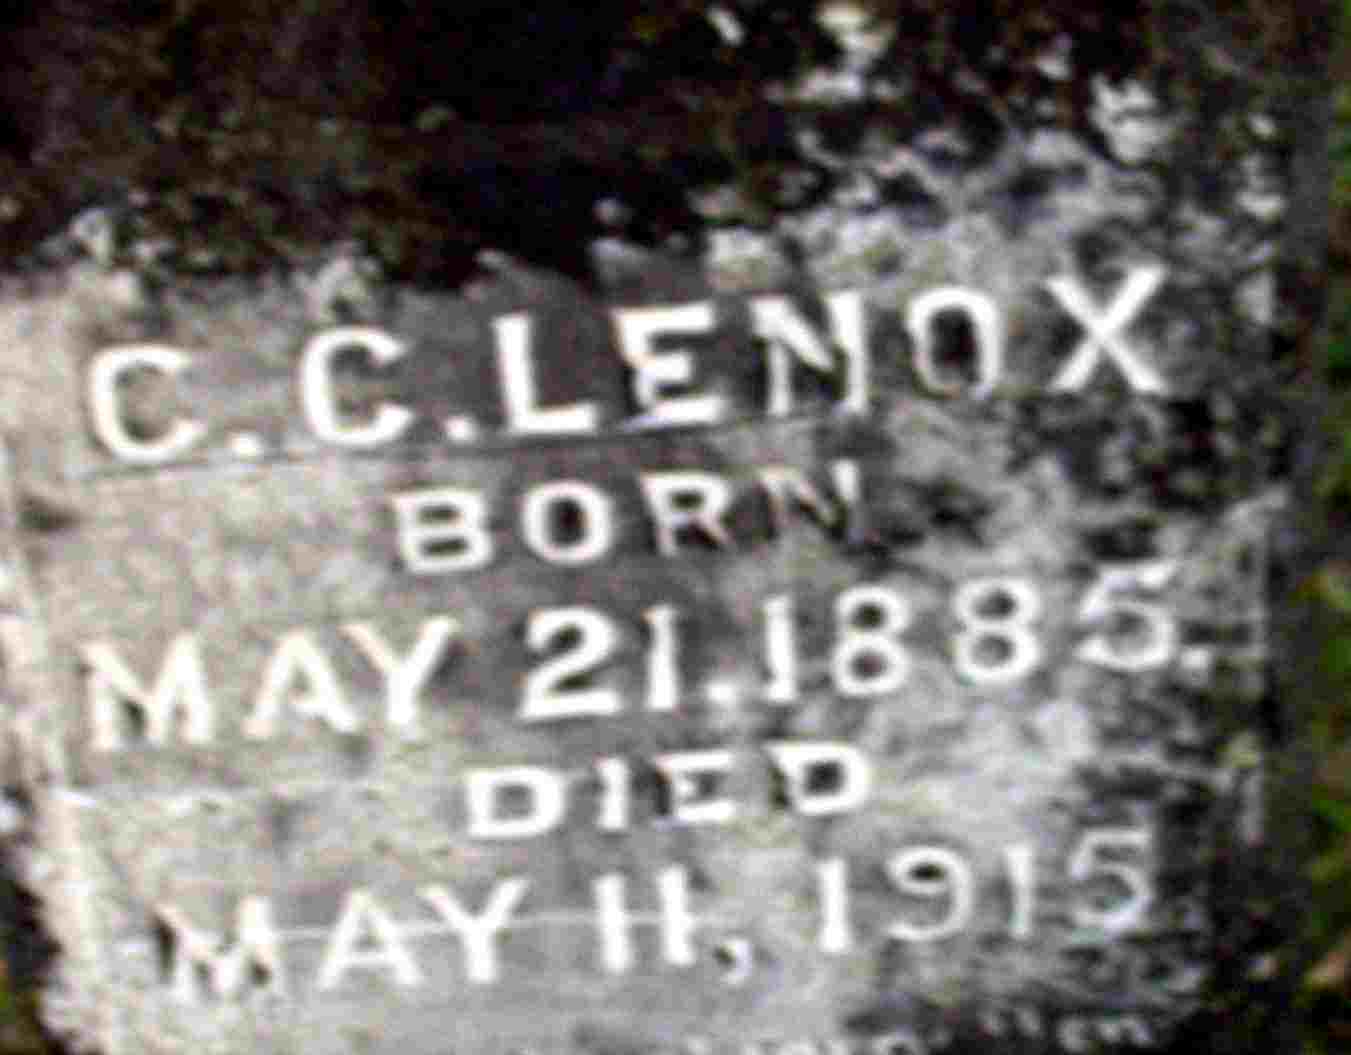 C. C. LENOX
BORN
MAY 21. 1885.
DIED
MAY 11, 1915